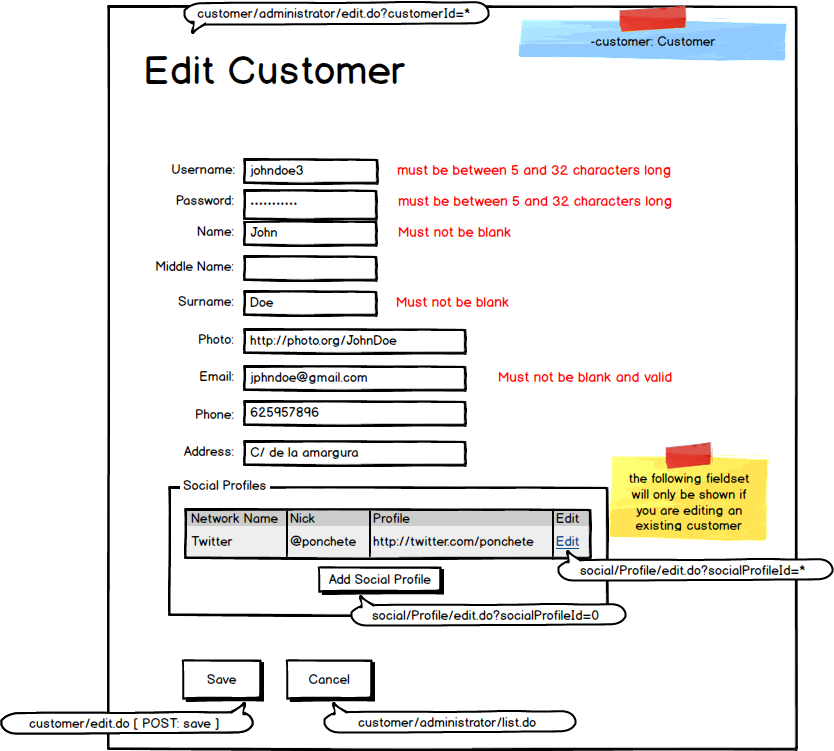 customer/administrator/edit.do?customerId=*
-customer: Customer
Edit Customer
Username: johndoe3 must be between 5 and 32 characters long
Password: ··········· must be between 5 and 32 characters long
Name: John Must not be blank
Middle Name:
Surname: Doe Must not be blank
Photo: http://photo.org/JohnDoe
Email: jphndoe@gmail.com Must not be blank and valid
Phone: 625957896
Address: C/ de la amargura
the following fieldset
will only be shown if
you are editing an
existing customer
Social Profiles
Network Name Nick Profile Edit
Twitter @ponchete http://twitter.com/ponchete Edit
social/Profile/edit.do?socialProfileId=*
Add Social Profile
social/Profile/edit.do?socialProfileId=0
Save Cancel
customer/edit.do [ POST: save ] customer/administrator/list.do